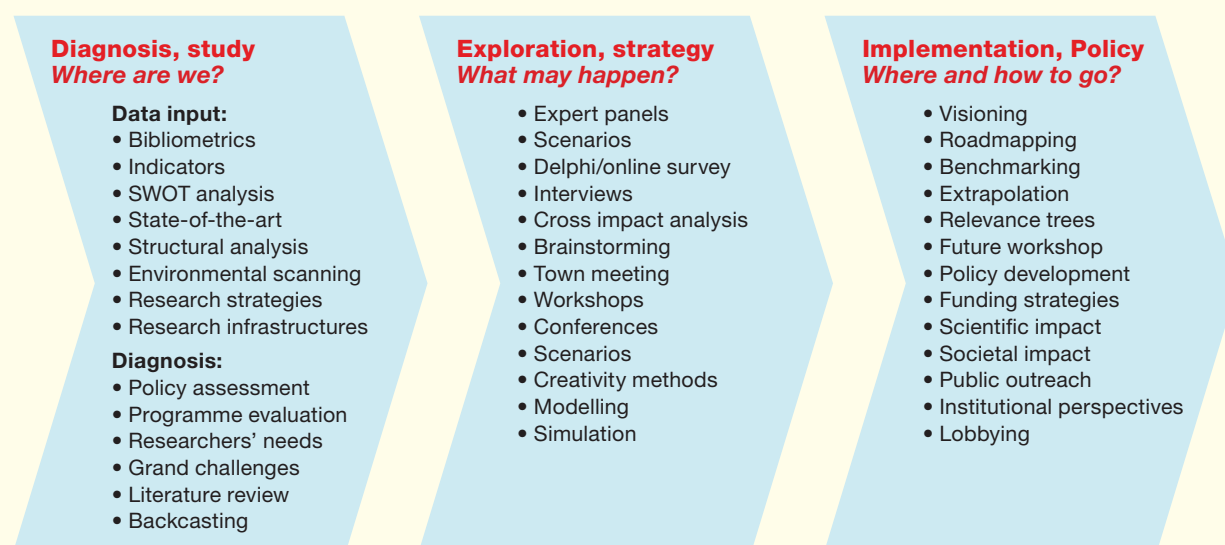 Diagnosis, study
Where are we?
Data input:
• Bibliometrics
• Indicators
• SWOT analysis
• State-of-the-art
• Structural analysis
• Environmental scanning
• Research strategies
• Research infrastructures
Diagnosis:
• Policy assessment
• Programme evaluation
• Researchers’ needs
• Grand challenges
• Literature review
• Backcasting
Exploration, strategy
What may happen?
• Expert panels
• Scenarios
• Delphi/online survey
• Interviews
• Cross impact analysis
• Brainstorming
• Town meeting
• Workshops
• Conferences
• Scenarios
• Creativity methods
• Modelling
• Simulation
Implementation, Policy
Where and how to go?
• Visioning
• Roadmapping
• Benchmarking
• Extrapolation
• Relevance trees
• Future workshop
• Policy development
• Funding strategies
• Scientific impact
• Societal impact
• Public outreach
• Institutional perspectives
• Lobbying